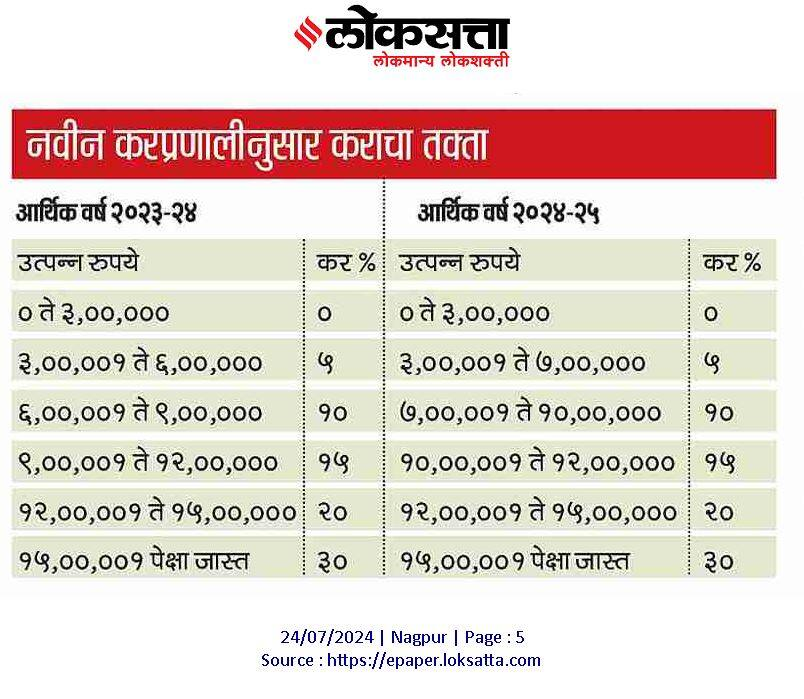 लोकसत्ता
लोकमान्य लोकशक्ती
नवीन करप्रणालीनुसार कराचा तक्ता
आर्थिक वर्ष २०२३-२४ आर्थिक वर्ष २०२४-२५
उत्पन्न रुपये कर % उत्पन्न रुपये कर %
० ते ३,००,००० ० ० ते ३,००,००० ०
३,००,००१ ते ६,००,००० ५ ३,००,००१ ते ७,००,००० ५
६,००,००१ ते ९,००,००० १० ७,००,००१ ते १०,००,००० १०
९,००,००१ ते १२,००,००० १५ १०,००,००१ ते १२,००,००० १५
१२,००,००१ ते १५,००,००० २० १२,००,००१ ते १५,००,००० २०
१५,००,००१ पेक्षा जास्त ३० १५,००,००१ पेक्षा जास्त ३०
24/07/2024 | Nagpur | Page : 5
Source : https://epaper.loksatta.com